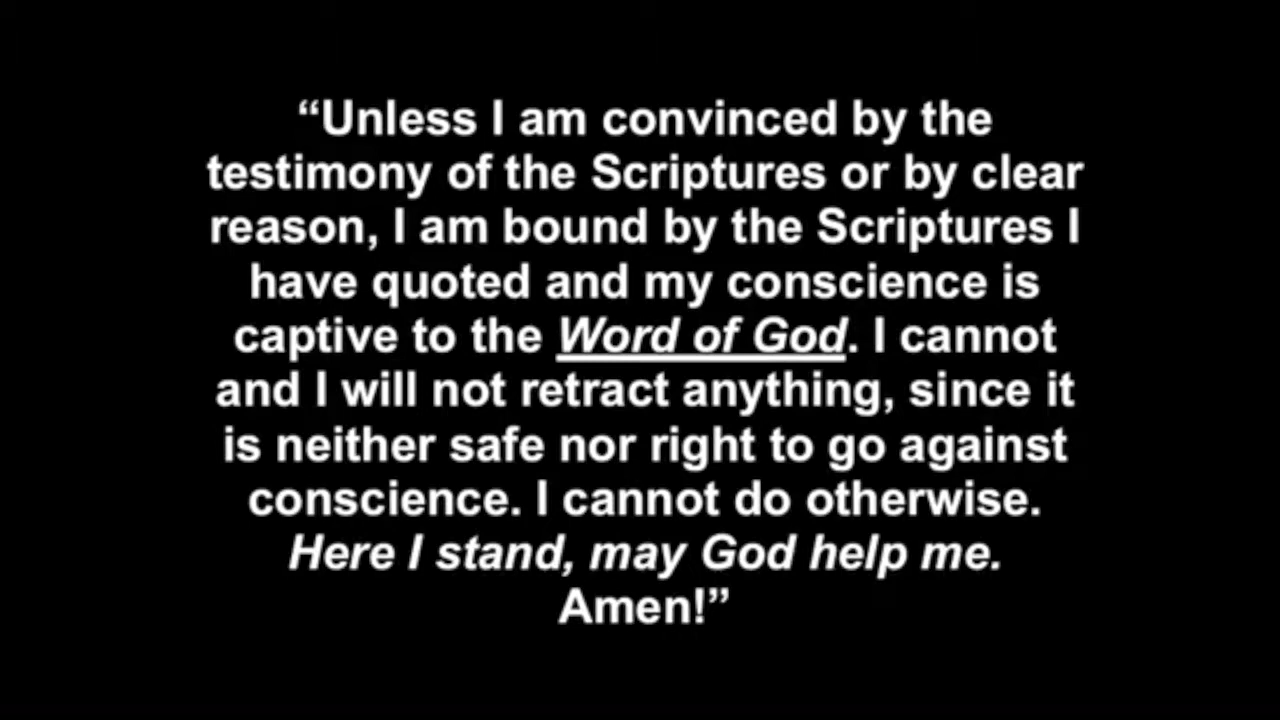 “Unless I am convinced by the
testimony of the Scriptures or by clear
reason, I am bound by the Scriptures I
have quoted and my conscience is
captive to the Word of God. I cannot
and I will not retract anything, since it
is neither safe nor right to go against
conscience. I cannot do otherwise.
Here I stand, may God help me.
Amen!”